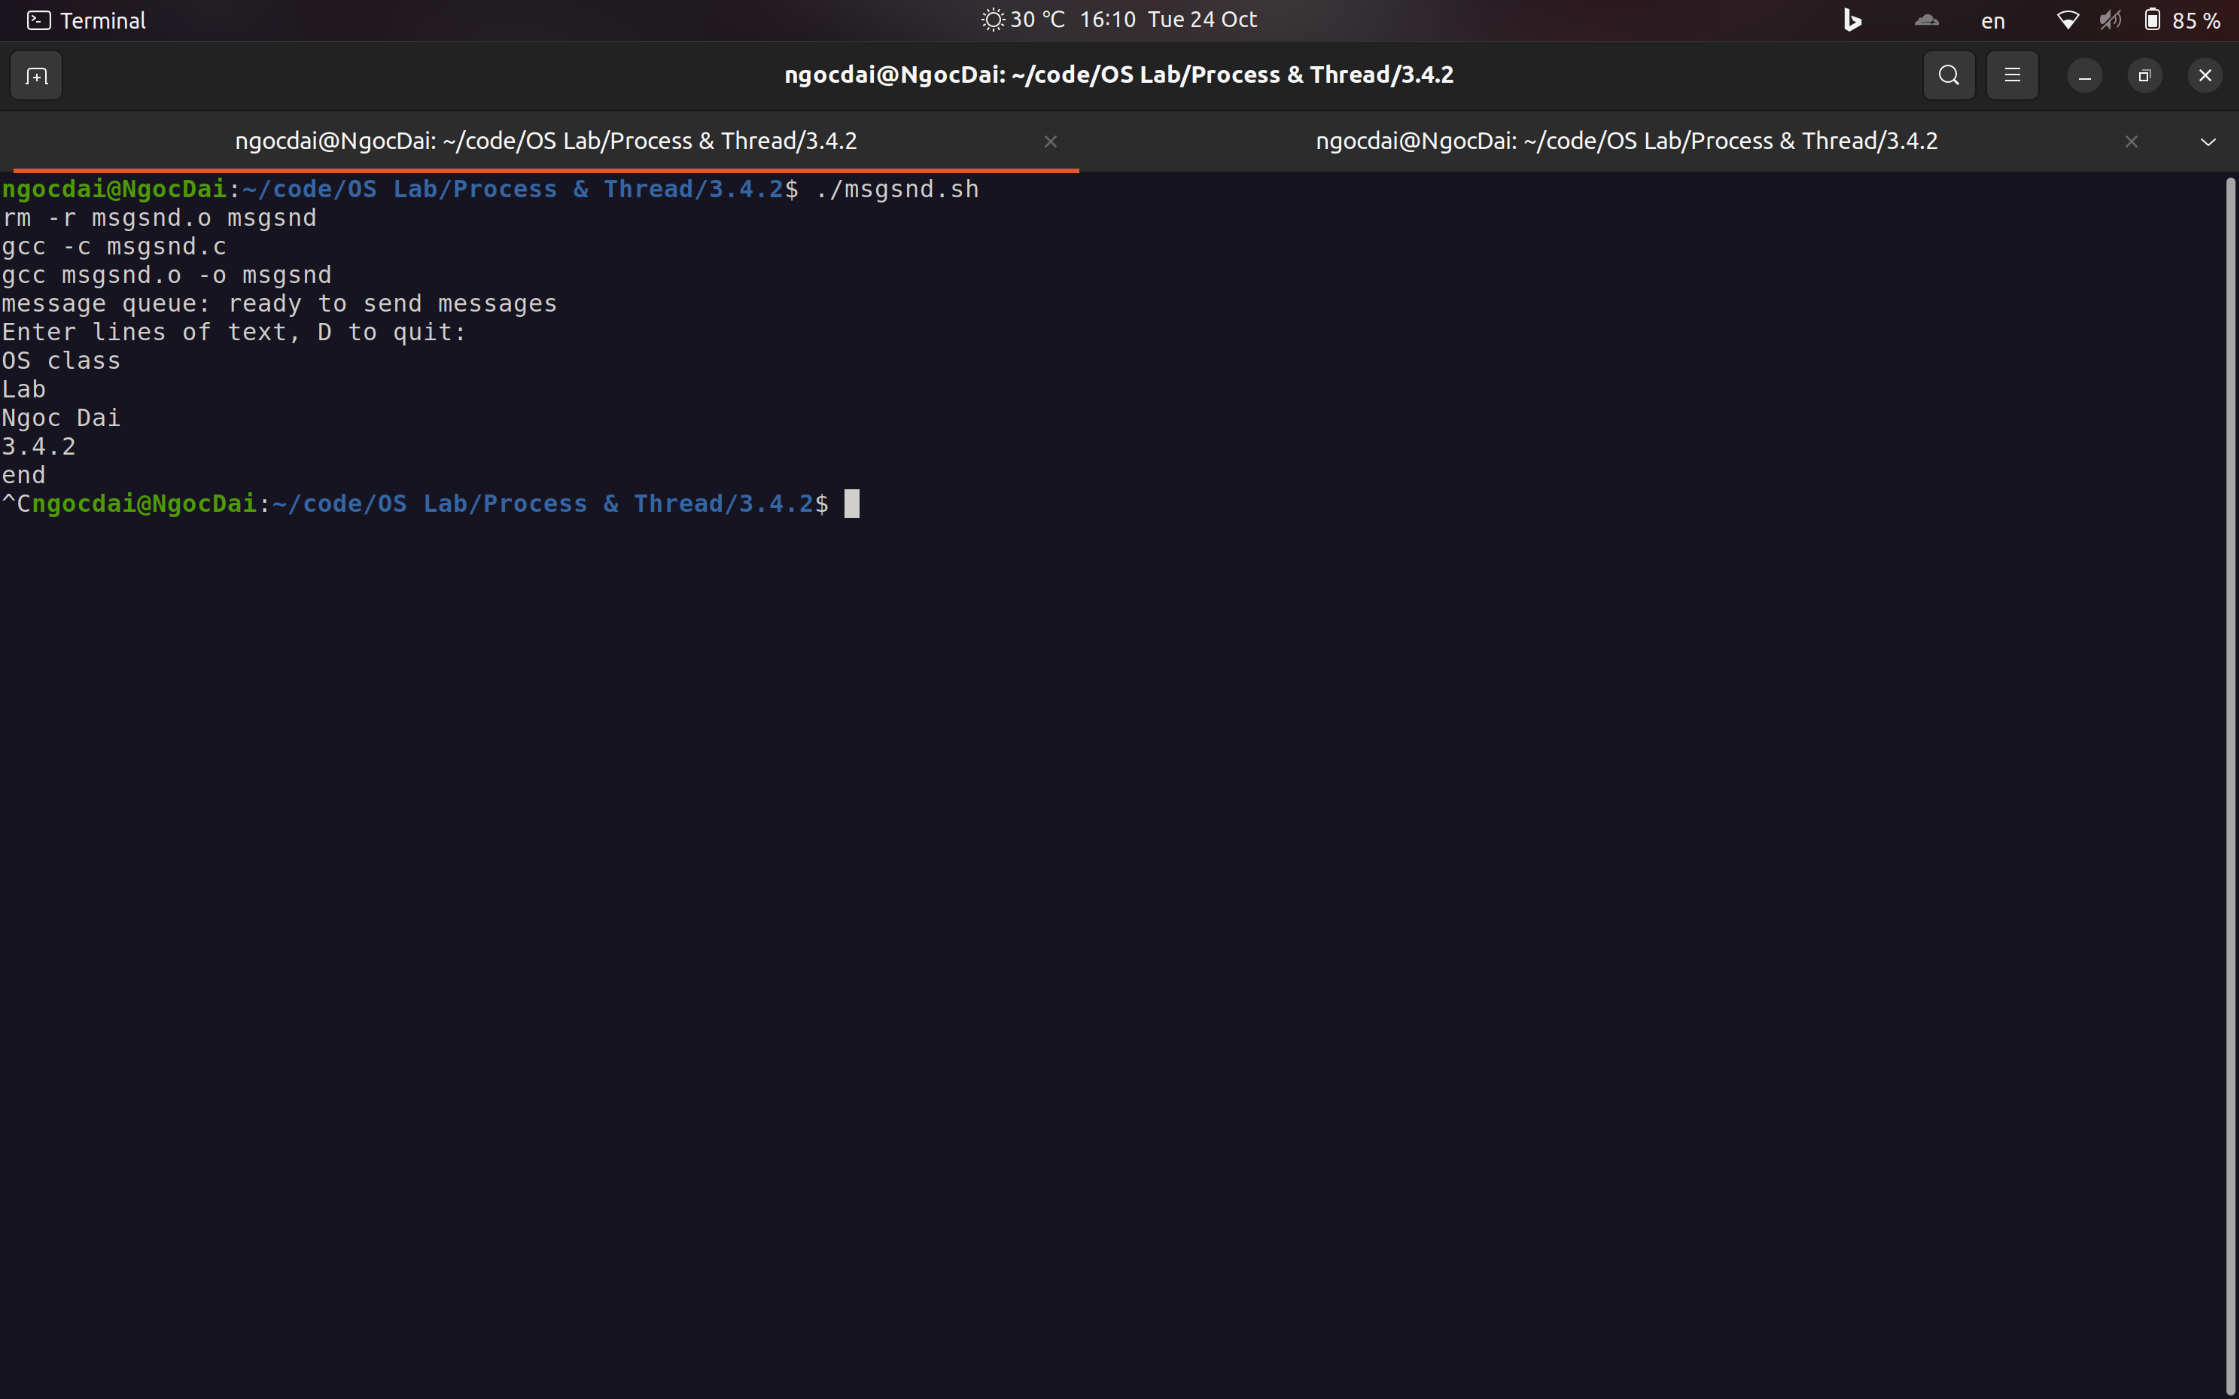 Terminal
30 °C 16:10 Tue 24 Oct
en
85 %
ngocdai@NgocDai: ~/code/OS Lab/Process & Thread/3.4.2
ngocdai@NgocDai: ~/code/OS Lab/Process & Thread/3.4.2
ngocdai@NgocDai: ~/code/OS Lab/Process & Thread/3.4.2
ngocdai@NgocDai:~/code/OS Lab/Process & Thread/3.4.2$ ./msgsnd.sh
rm -r msgsnd.o msgsnd
gcc -c msgsnd.c
gcc msgsnd.o -o msgsnd
message queue: ready to send messages
Enter lines of text, D to quit:
OS class
Lab
Ngoc Dai
3.4.2
end
^Cngocdai@NgocDai:~/code/OS Lab/Process & Thread/3.4.2$